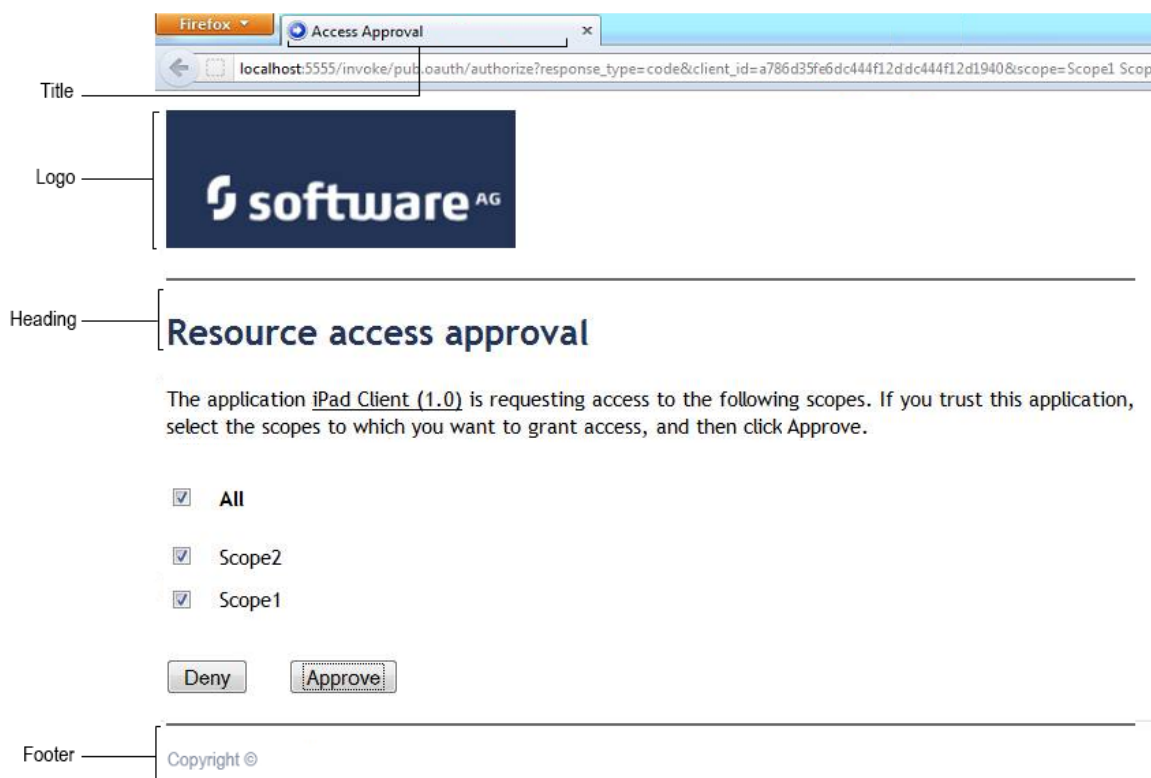 Firefox
Access Approval
localhost:5555/invoke/pub.oauth/authorize?response_type=code&client_id=a786d35fe6dc444f12ddc444f12d1940&scope=Scope1 Scop
Title
Logo
software AG
Heading
Resource access approval
The application iPad Client (1.0) is requesting access to the following scopes. If you trust this application,
select the scopes to which you want to grant access, and then click Approve.
All
Scope2
Scope1
Deny Approve
Footer
Copyright ©